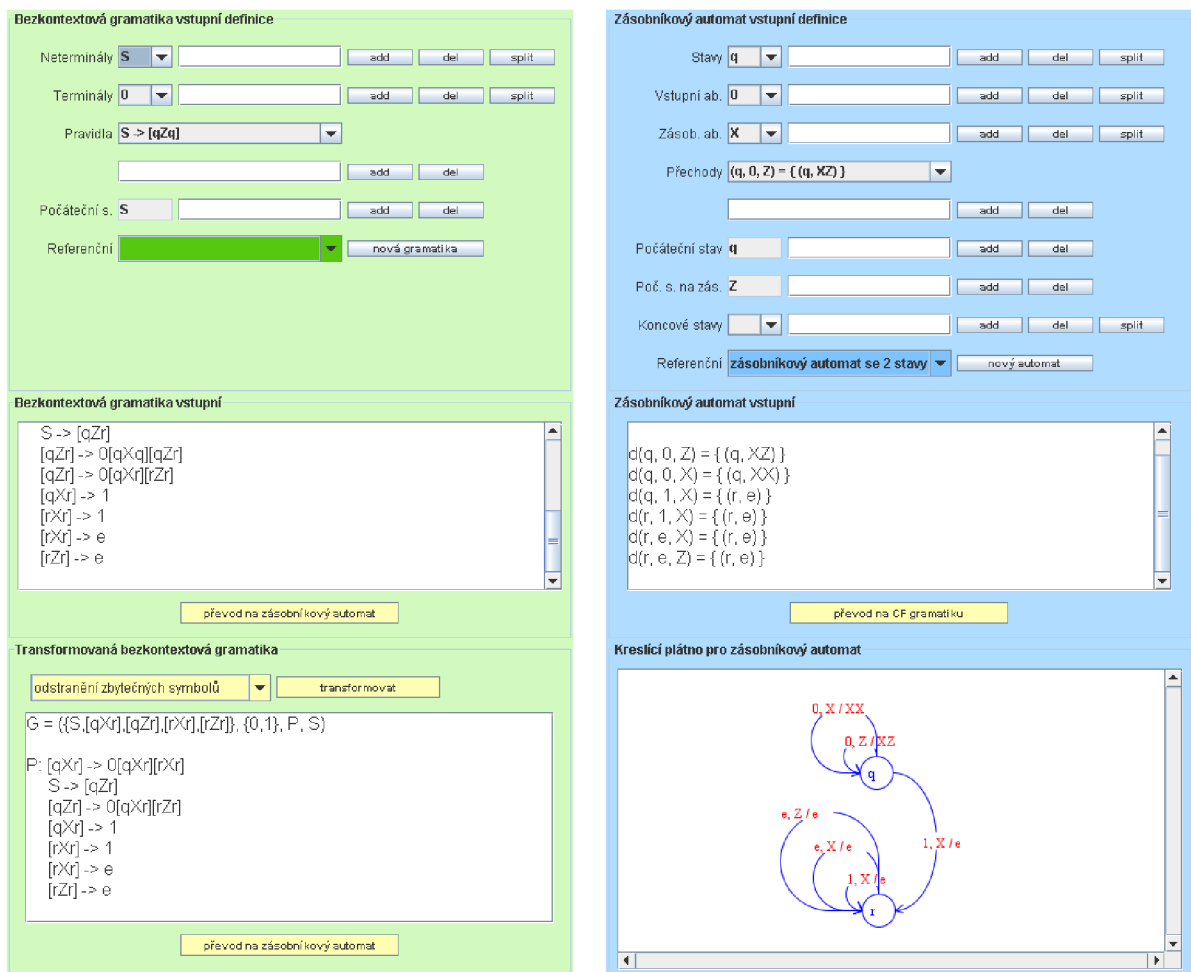 Bezkontextová gramatika vstupní definice
Neterminály S add del split
Terminály 0 add del split
Pravidla S -> [qZq]
add del
Počáteční s. S add del
Referenční nová gramatika
Bezkontextová gramatika vstupní
S -> [qZr]
[qZr] -> 0[qXq][qZr]
[qZr] -> 0[qXr][rZr]
[qXr] -> 1
[rXr] -> 1
[rXr] -> e
[rZr] -> e
převod na zásobníkový automat
Transformovaná bezkontextová gramatika
odstranění zbytečných symbolů transformovat
G = ({S,[qXr],[qZr],[rXr],[rZr]}, {0,1}, P, S)
P: [qXr] -> 0[qXr][rXr]
S -> [qZr]
[qZr] -> 0[qXr][rZr]
[qXr] -> 1
[rXr] -> 1
[rXr] -> e
[rZr] -> e
převod na zásobníkový automat
Zásobníkový automat vstupní definice
Stavy q add del split
Vstupní ab. 0 add del split
Zásob. ab. X add del split
Přechody (q, 0, Z) = { (q, XZ) }
add del
Počáteční stav q add del
Poč. s. na zás. Z add del
Koncové stavy add del split
Referenční zásobníkový automat se 2 stavy nový automat
Zásobníkový automat vstupní
d(q, 0, Z) = { (q, XZ) }
d(q, 0, X) = { (q, XX) }
d(q, 1, X) = { (r, e) }
d(r, 1, X) = { (r, e) }
d(r, e, X) = { (r, e) }
d(r, e, Z) = { (r, e) }
převod na CF gramatiku
Kreslící plátno pro zásobníkový automat
0, X / XX
0, Z / XZ
q
e, Z / e
e, X / e
1, X / e
1, X / e
r